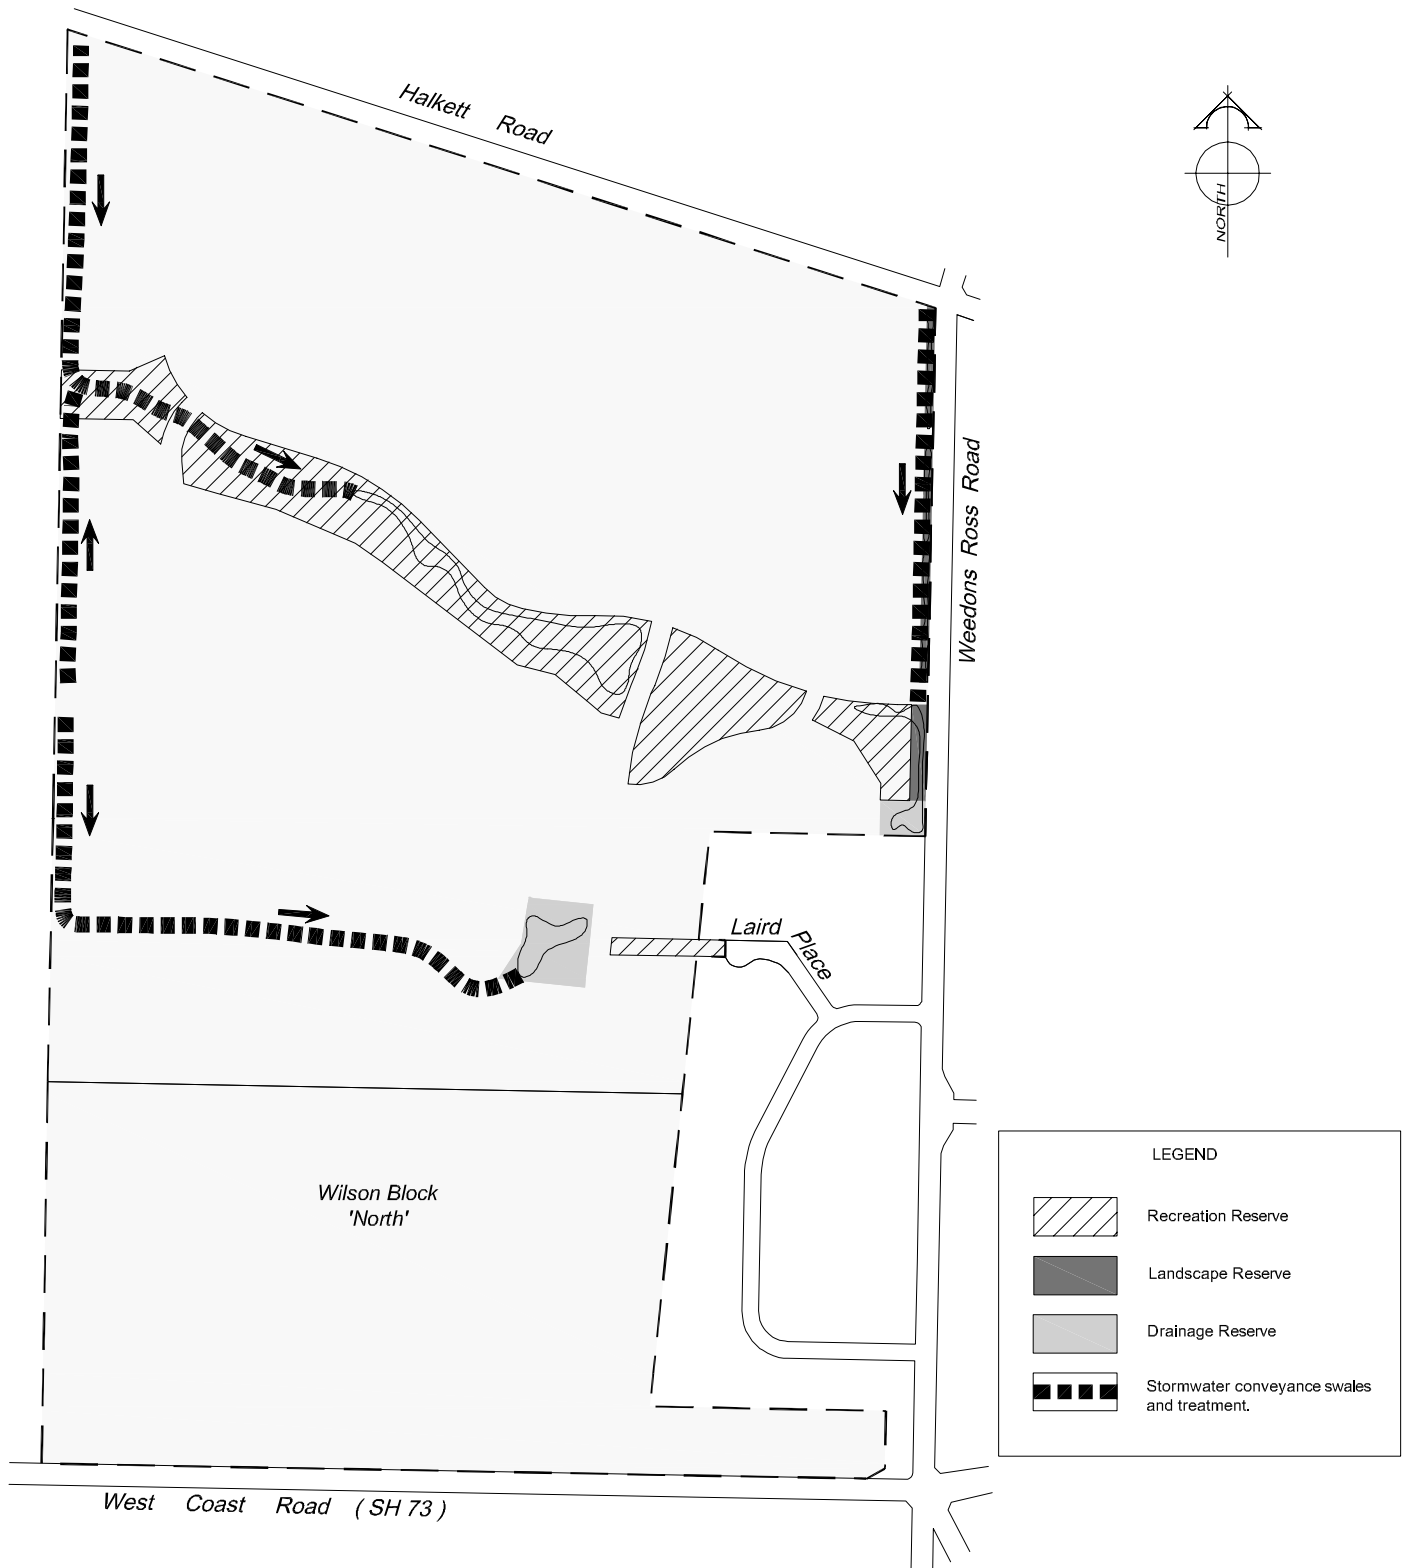 Halkett Road
NORTH
Weedons Ross Road
Laird Place
Wilson Block
'North'
LEGEND
Recreation Reserve
Landscape Reserve
Drainage Reserve
Stormwater conveyance swales
and treatment.
West Coast Road ( SH 73 )